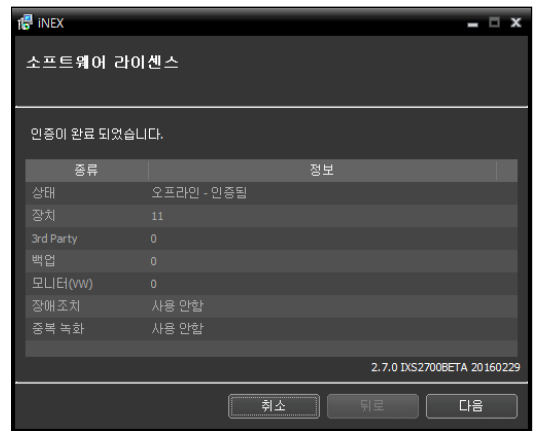 iNEX
소프트웨어 라이센스
인증이 완료 되었습니다.
종류 정보
상태 오프라인 - 인증됨
장치 11
3rd Party 0
백업 0
모니터(VW) 0
장애조치 사용 안함
중복 녹화 사용 안함
2.7.0 IXS2700BETA 20160229
취소 뒤로 다음